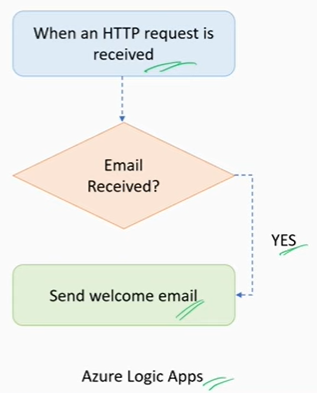 When an HTTP request is
received
Email
Received?
YES
Send welcome email
Azure Logic Apps